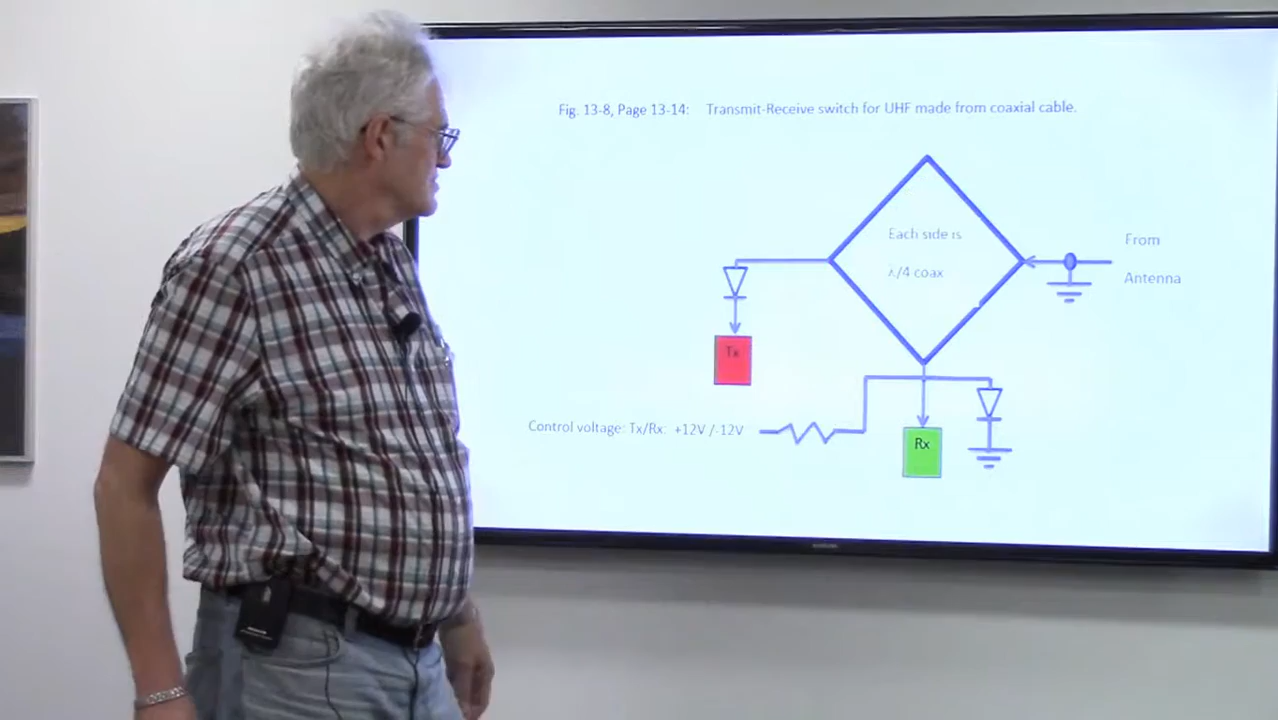 Fig. 13-8, Page 13-14: Transmit-Receive switch for UHF made from coaxial cable.
Each side is
λ/4 coax
From
Antenna
Tx
Control voltage: Tx/Rx: +12V /-12V
Rx
SAMSUNG